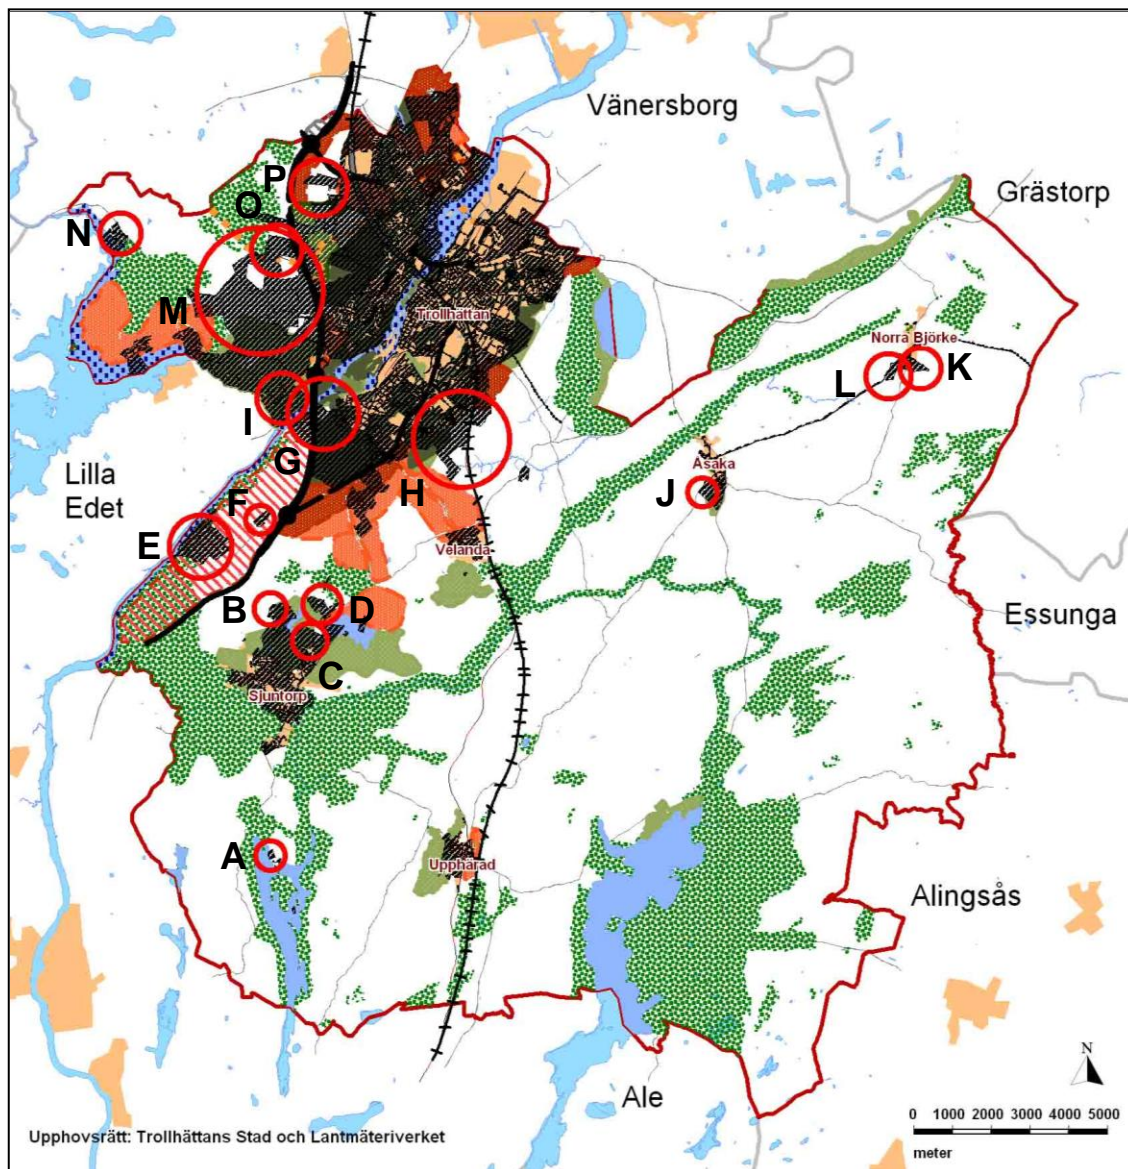 Vänersborg
Grästorp
P
O
N
M
Trollhättan
Norra Björke
L
K
I
G
Lilla
Edet
H
Åsaka
J
F
E
Velanda
B
D
C
Essunga
Sjuntorp
A
Upphärad
Alingsås
N
Ale
0 1000 2000 3000 4000 5000
meter
Upphovsrätt: Trollhättans Stad och Lantmäteriverket